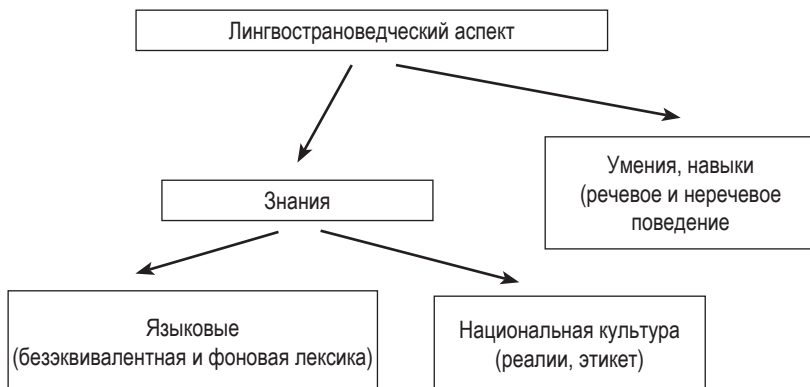 Лингвострановедческий аспект
Умения, навыки
(речевое и неречевое
поведение
Знания
Языковые
(безэквивалентная и фоновая лексика)
Национальная культура
(реалии, этикет)